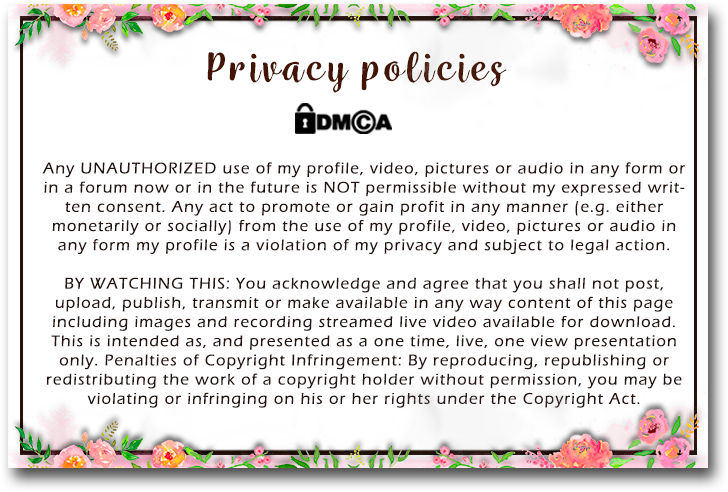 Privacy policies
DMCA
Any UNAUTHORIZED use of my profile, video, pictures or audio in any form or
in a forum now or in the future is NOT permissible without my expressed writ-
ten consent. Any act to promote or gain profit in any manner (e.g. either
monetarily or socially) from the use of my profile, video, pictures or audio in
any form my profile is a violation of my privacy and subject to legal action.
BY WATCHING THIS: You acknowledge and agree that you shall not post,
upload, publish, transmit or make available in any way content of this page
including images and recording streamed live video available for download.
This is intended as, and presented as a one time, live, one view presentation
only. Penalties of Copyright Infringement: By reproducing, republishing or
redistributing the work of a copyright holder without permission, you may be
violating or infringing on his or her rights under the Copyright Act.